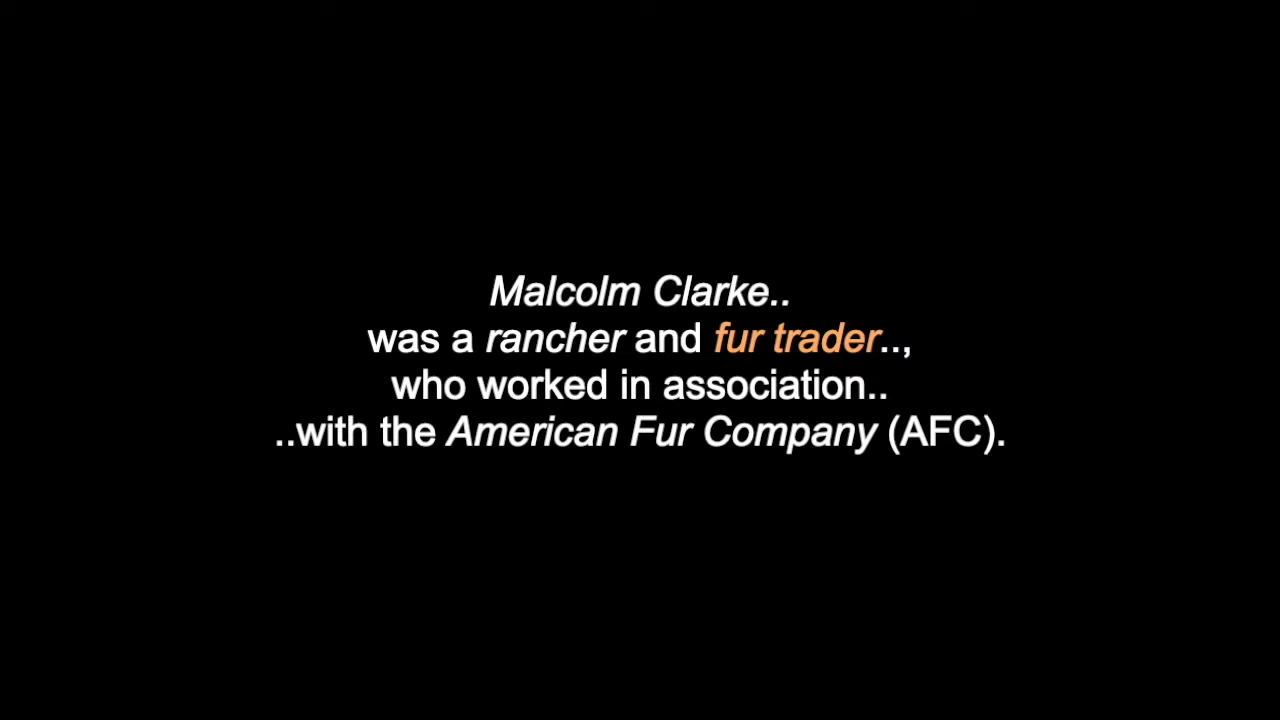 Malcolm Clarke..
was a rancher and fur trader..,
who worked in association..
..with the American Fur Company (AFC).